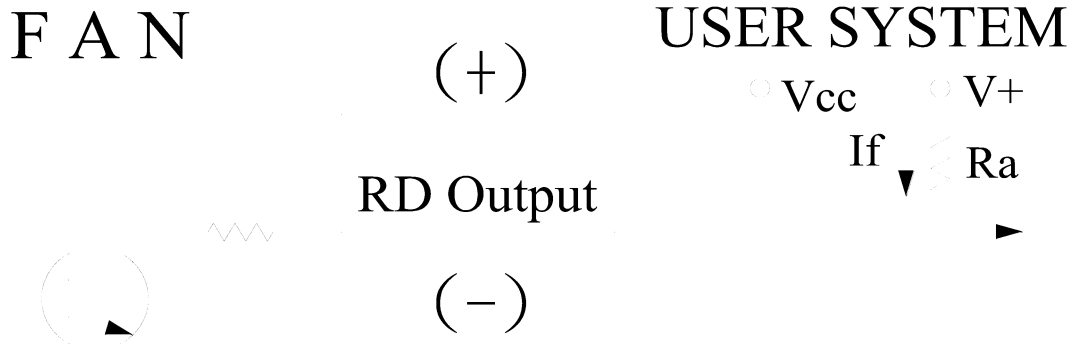 F A N
USER SYSTEM
(+)
Vcc
V+
If
Ra
RD Output
(-)